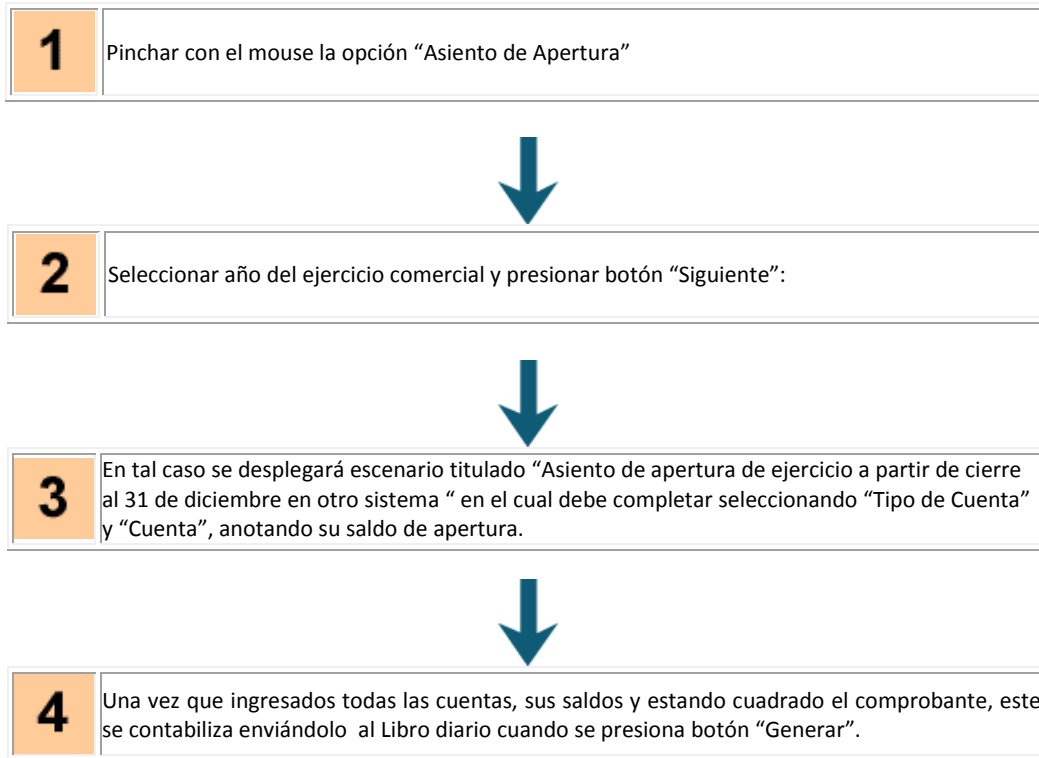 1
Pinchar con el mouse la opción “Asiento de Apertura”
2
Seleccionar año del ejercicio comercial y presionar botón “Siguiente”:
3
En tal caso se desplegará escenario titulado “Asiento de apertura de ejercicio a partir de cierre
al 31 de diciembre en otro sistema “ en el cual debe completar seleccionando “Tipo de Cuenta”
y “Cuenta”, anotando su saldo de apertura.
4
Una vez que ingresados todas las cuentas, sus saldos y estando cuadrado el comprobante, este
se contabiliza enviándolo al Libro diario cuando se presiona botón “Generar”.